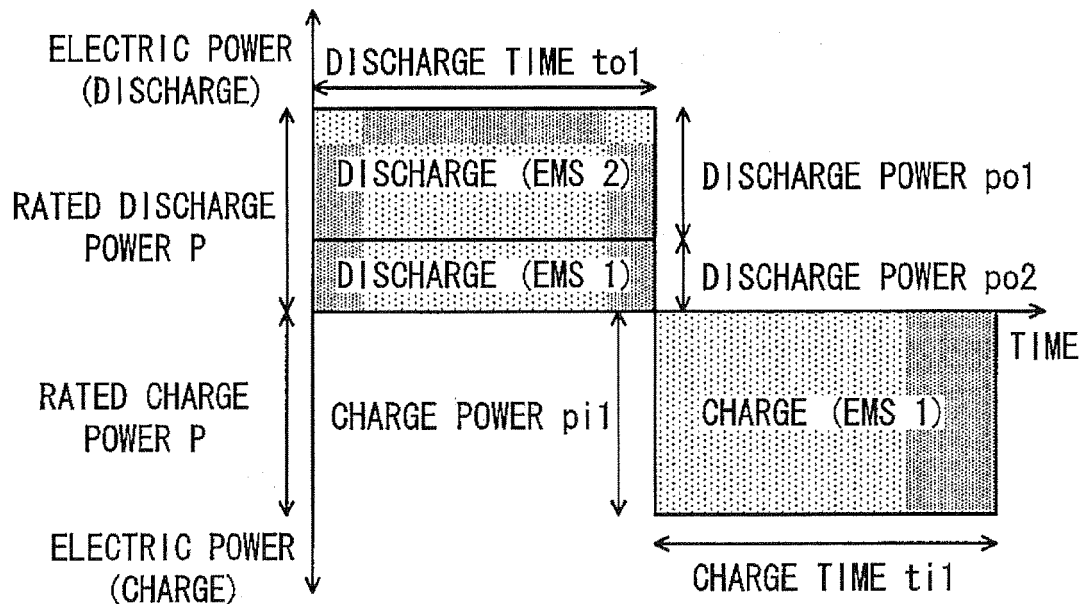 ELECTRIC POWER
(DISCHARGE)
DISCHARGE TIME to1
DISCHARGE (EMS 2)
DISCHARGE POWER po1
RATED DISCHARGE
POWER P
DISCHARGE (EMS 1)
DISCHARGE POWER po2
TIME
RATED CHARGE
POWER P
CHARGE POWER pi1
CHARGE (EMS 1)
ELECTRIC POWER
(CHARGE)
CHARGE TIME ti1